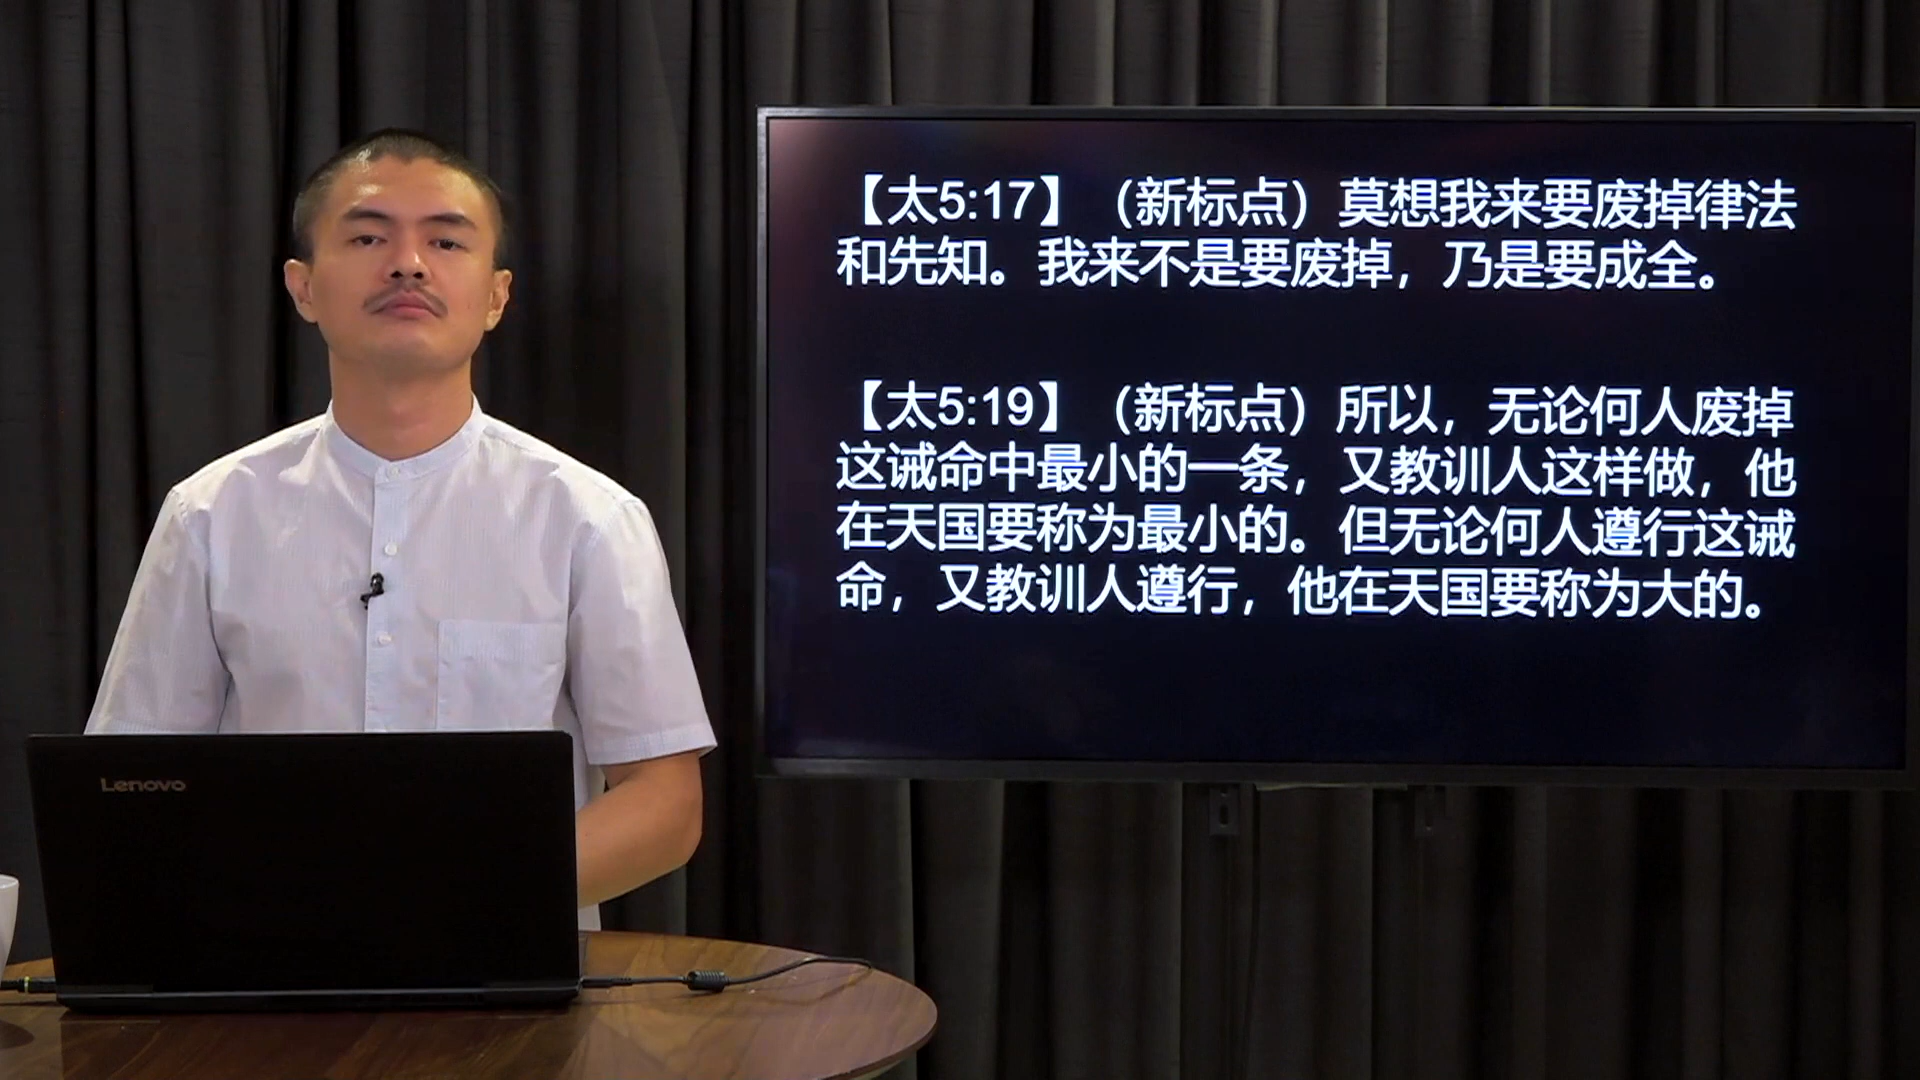 【太5:17】（新标点）莫想我来要废掉律法
和先知。我来不是要废掉，乃是要成全。
【太5:19】（新标点）所以，无论何人废掉
这诫命中最小的一条，又教训人这样做，他
在天国要称为最小的。但无论何人遵行这诫
命，又教训人遵行，他在天国要称为大的。
Lenovo